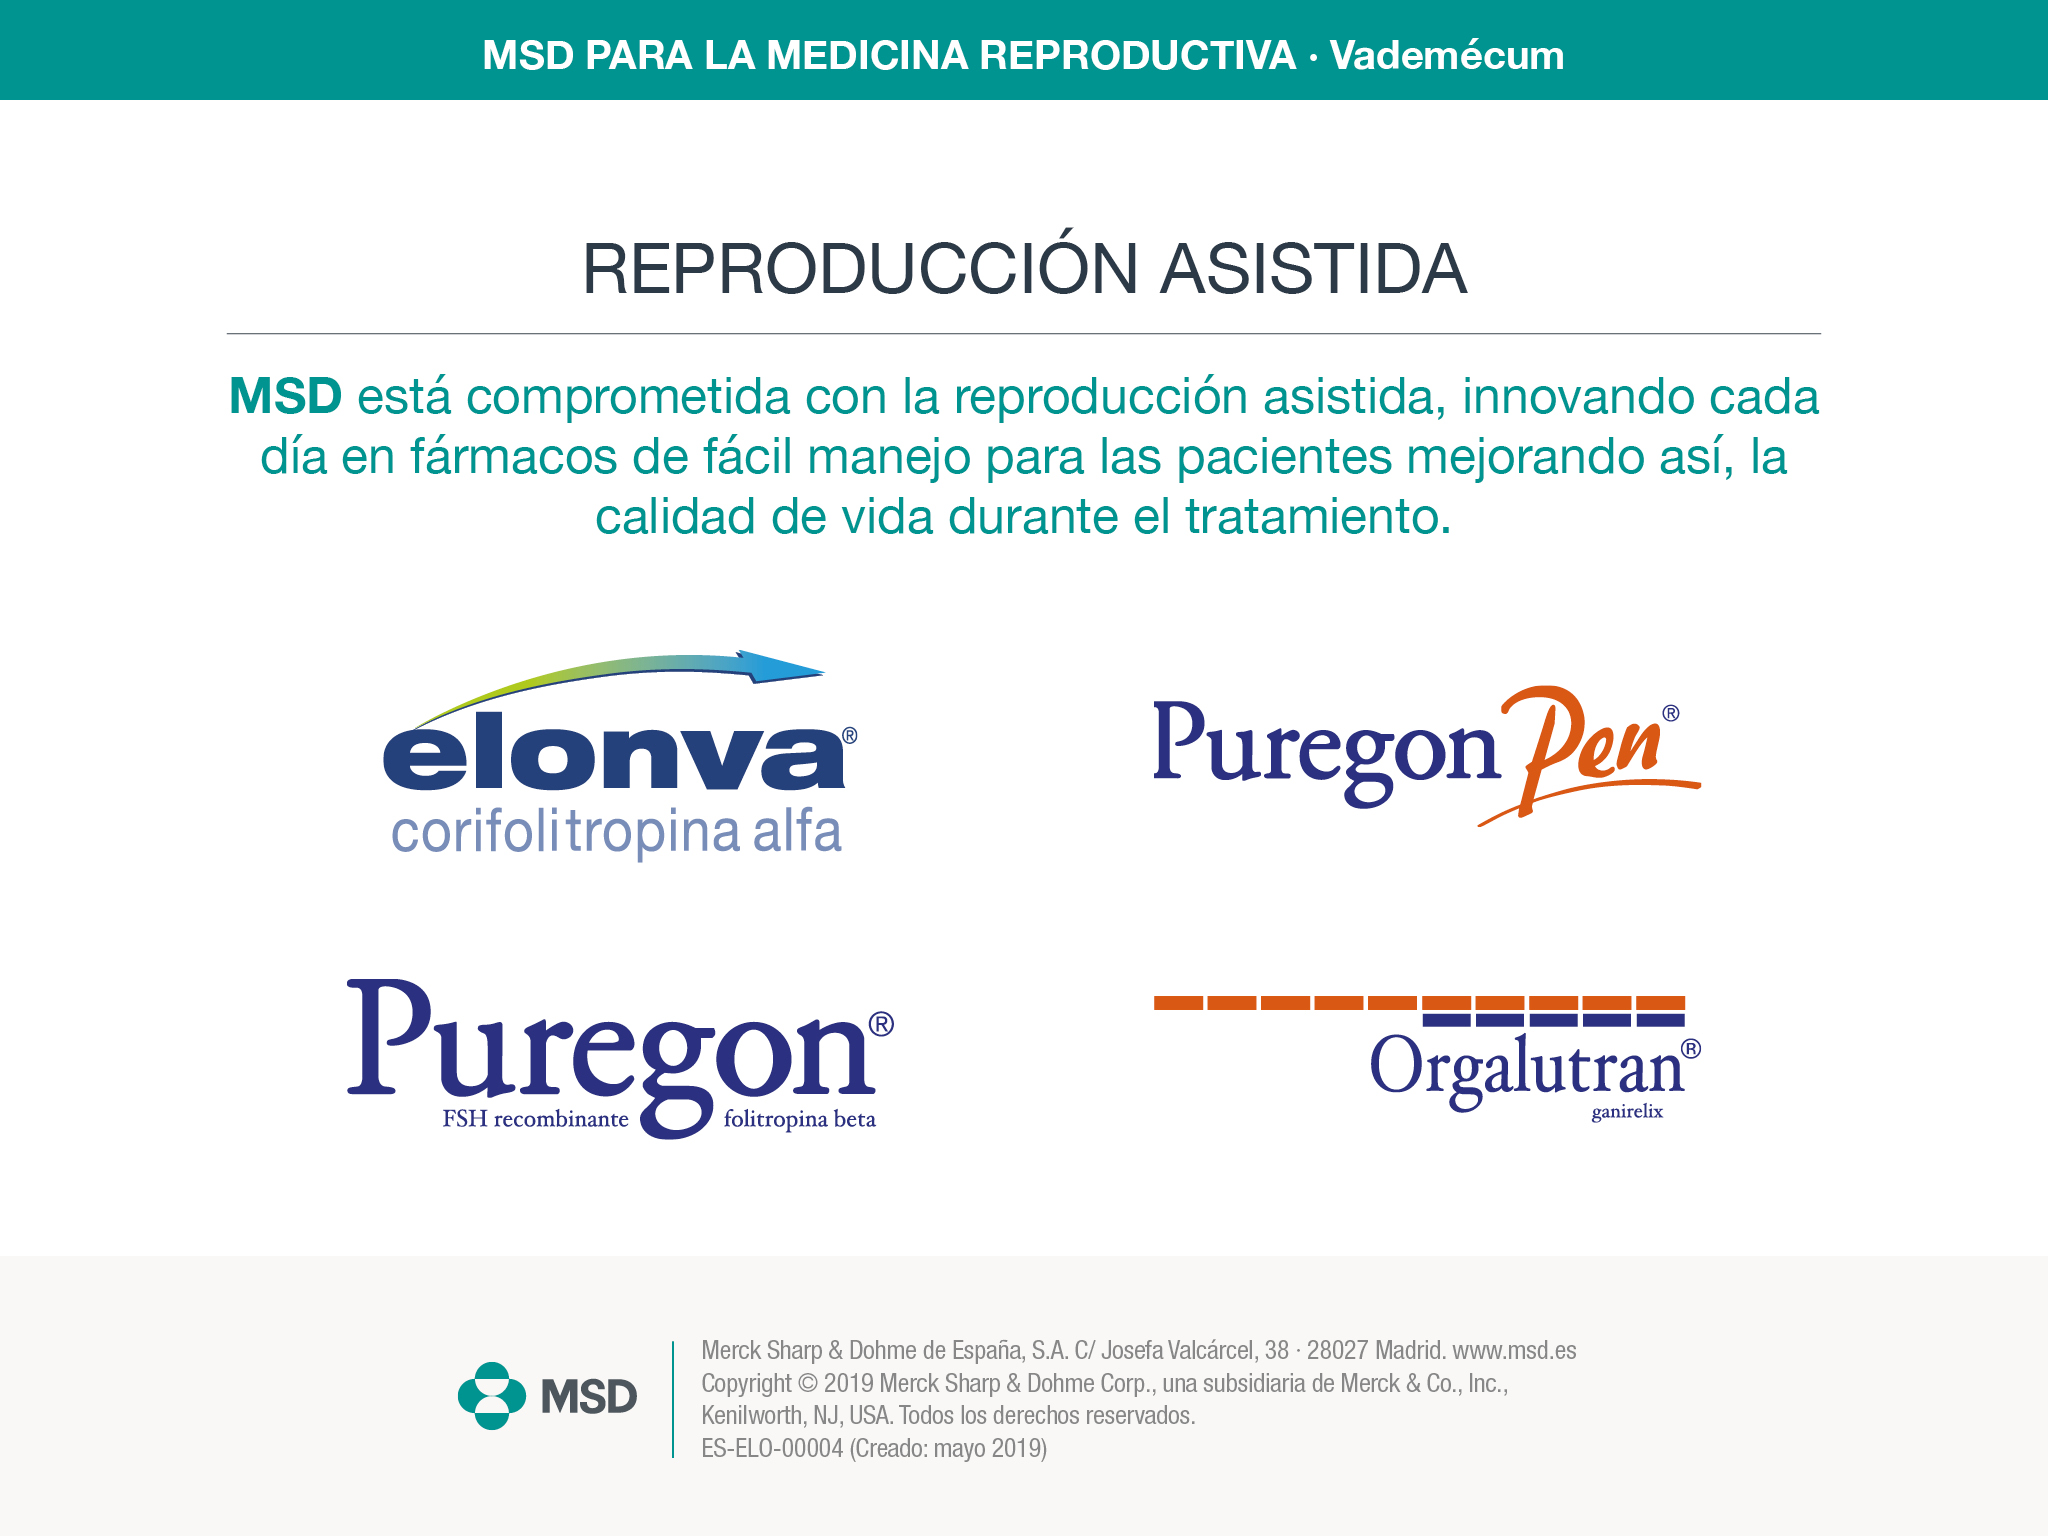 MSD PARA LA MEDICINA REPRODUCTIVA · Vademécum
REPRODUCCIÓN ASISTIDA
MSD está comprometida con la reproducción asistida, innovando cada
día en fármacos de fácil manejo para las pacientes mejorando así, la
calidad de vida durante el tratamiento.
elonva®
corifolitropina alfa
Puregon Pen®
Puregon®
FSH recombinante folitropina beta
Orgalutran®
ganirelix
MSD
Merck Sharp & Dohme de España, S.A. C/ Josefa Valcárcel, 38 · 28027 Madrid. www.msd.es
Copyright © 2019 Merck Sharp & Dohme Corp., una subsidiaria de Merck & Co., Inc.,
Kenilworth, NJ, USA. Todos los derechos reservados.
ES-ELO-00004 (Creado: mayo 2019)